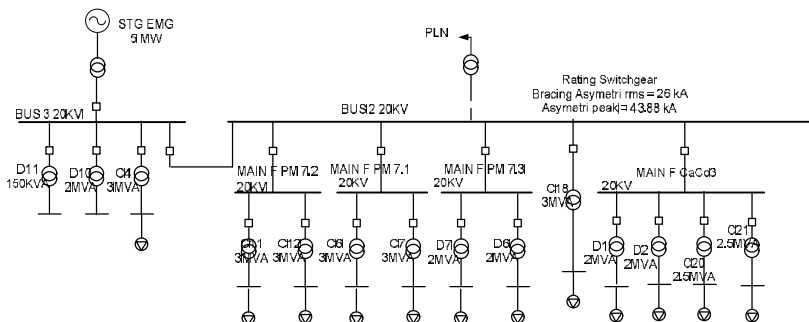 STG EMG
5 MW
PLN
Rating Switchgear
Bracing Asymetri rms = 26 kA
Asymetri peak = 43.88 kA
BUS 3 20KV
BUS 2 20KV
D11
150KVA
D10
2MVA
C14
3MVA
MAIN F PM 7.2
20KV
MAIN F PM 7.1
20KV
MAIN F PM 7.3
20KV
C18
3MVA
MAIN F CaCo3
20KV
3MVA
C12
3MVA
C6
3MVA
C7
3MVA
D7
2MVA
D6
2MVA
D1
2MVA
D2
2MVA
C20
2.5MVA
C21
2.5MVA